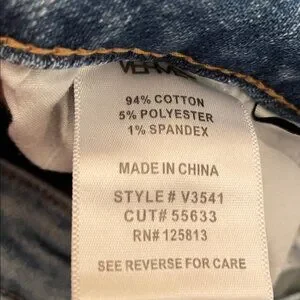 94% COTTON
5% POLYESTER
1% SPANDEX
MADE IN CHINA
STYLE# V3541
CUT# 55633
RN# 125813
SEE REVERSE FOR CARE